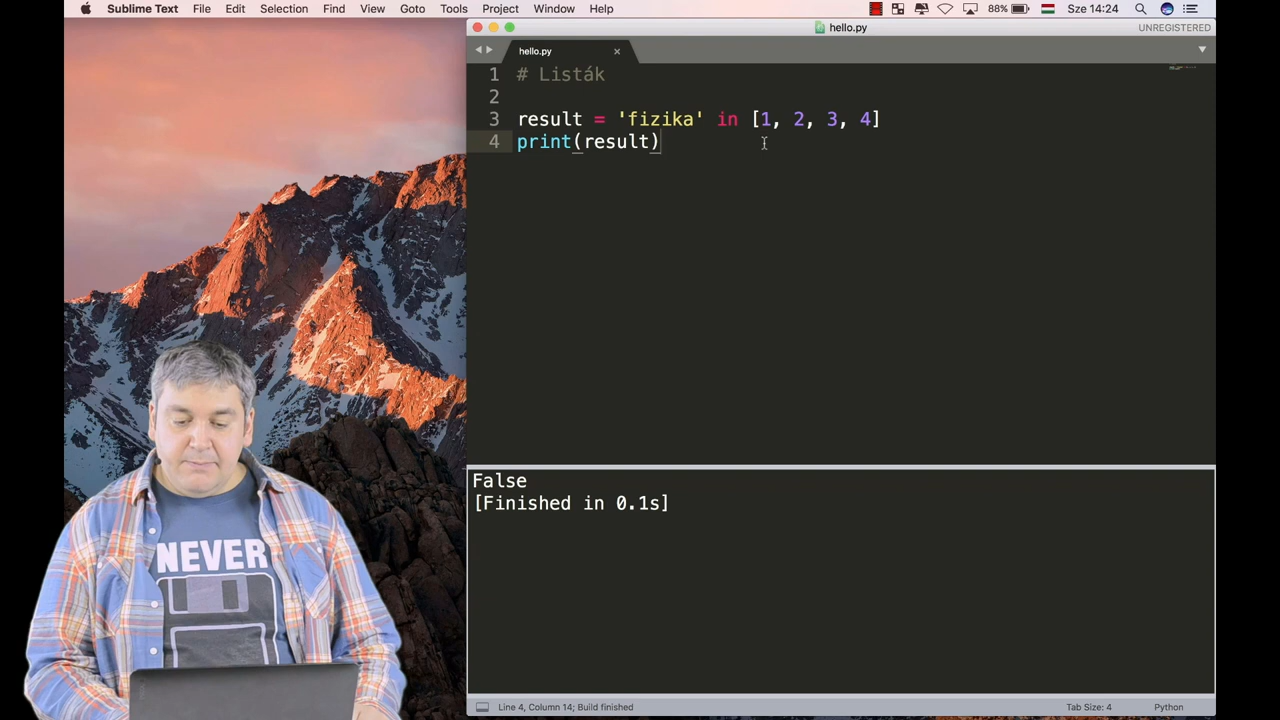 Sublime Text File Edit Selection Find View Goto Tools Project Window Help 88% Sze 14:24
hello.py UNREGISTERED
hello.py
1 # Listák
2
3 result = 'fizika' in [1, 2, 3, 4]
4 print(result)
False
[Finished in 0.1s]
NEVER
Line 4, Column 14; Build finished Tab Size: 4 Python